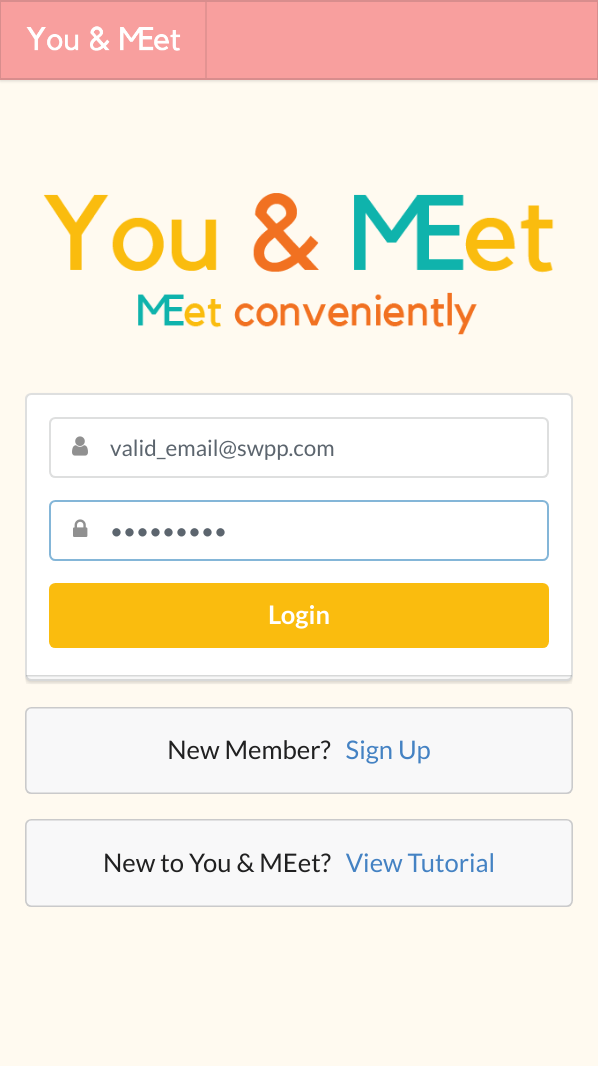 You & MEet
You & MEet
MEet conveniently
valid_email@swpp.com
•••••••••
Login
New Member? Sign Up
New to You & MEet? View Tutorial